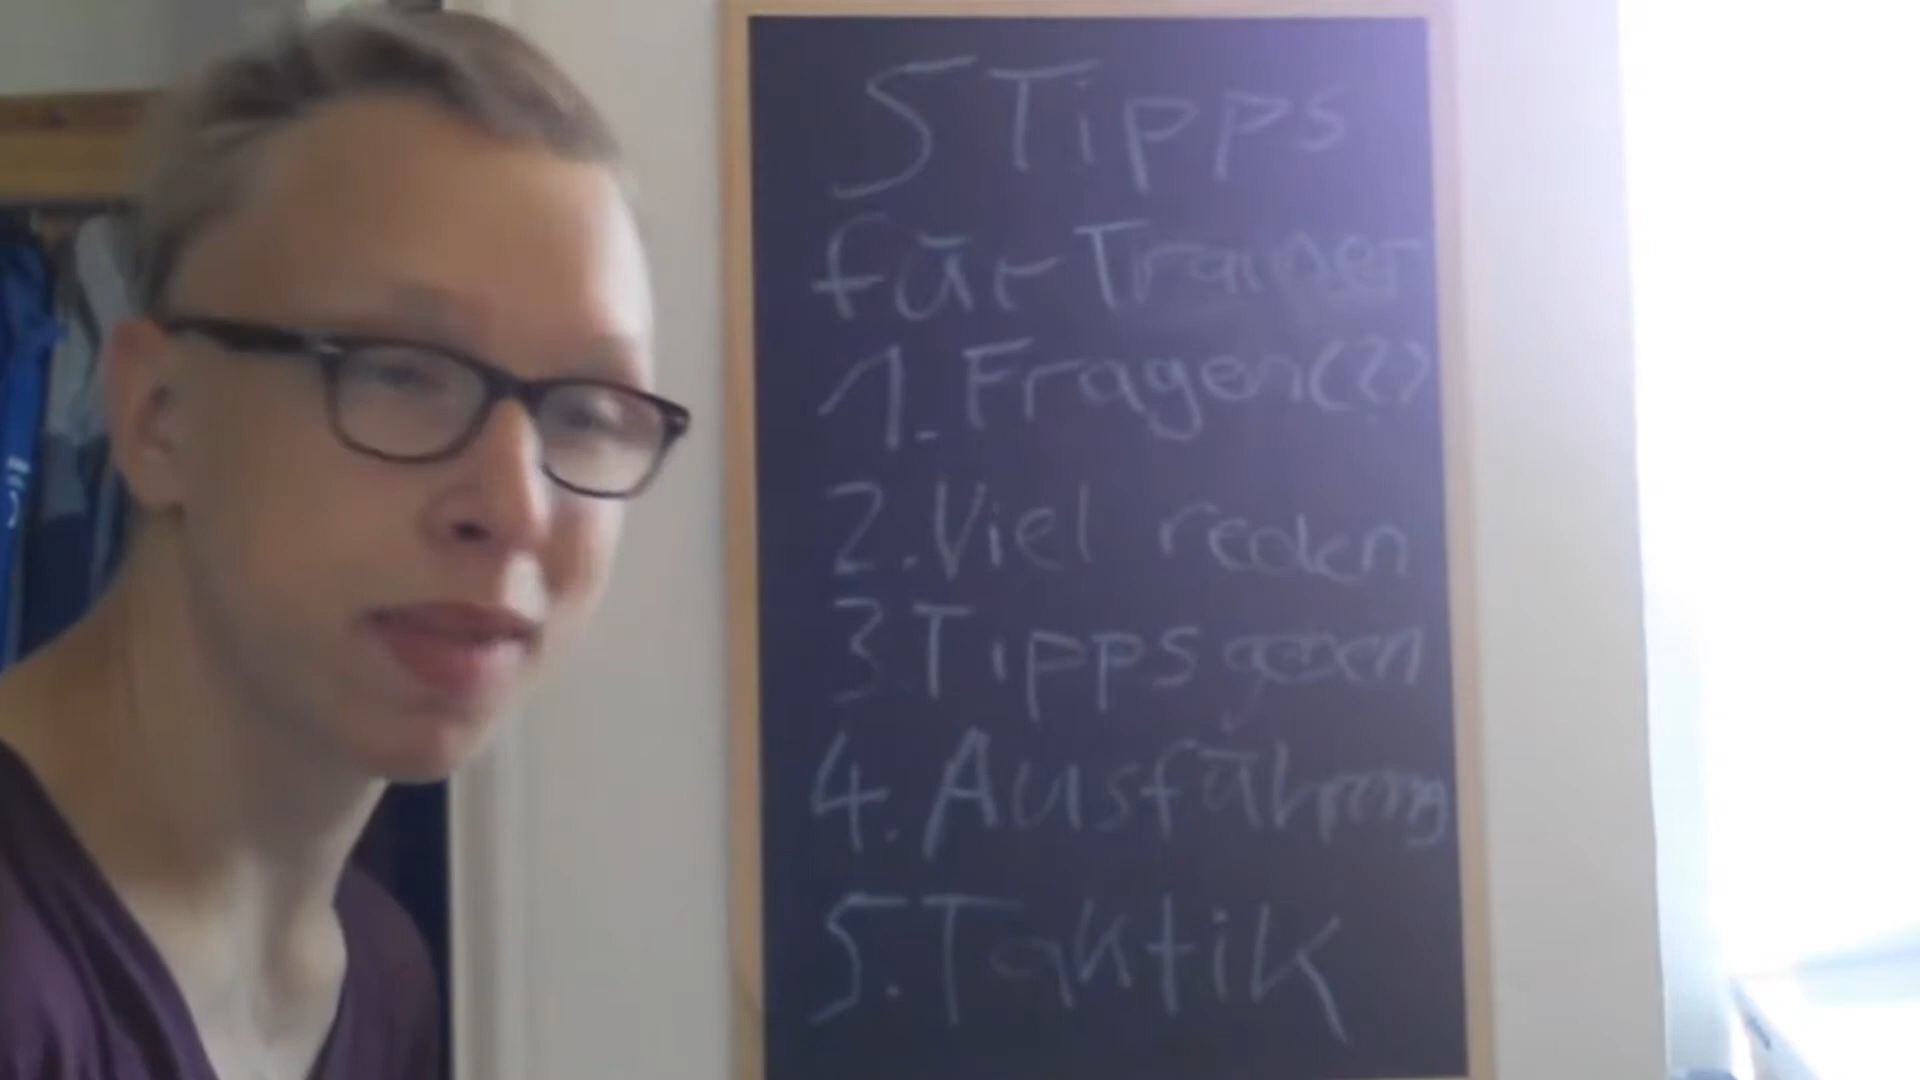 5 Tipps
für Trainer
1. Fragen(?)
2. Viel reden
3 Tipps geben
4. Ausführung
5. Taktik